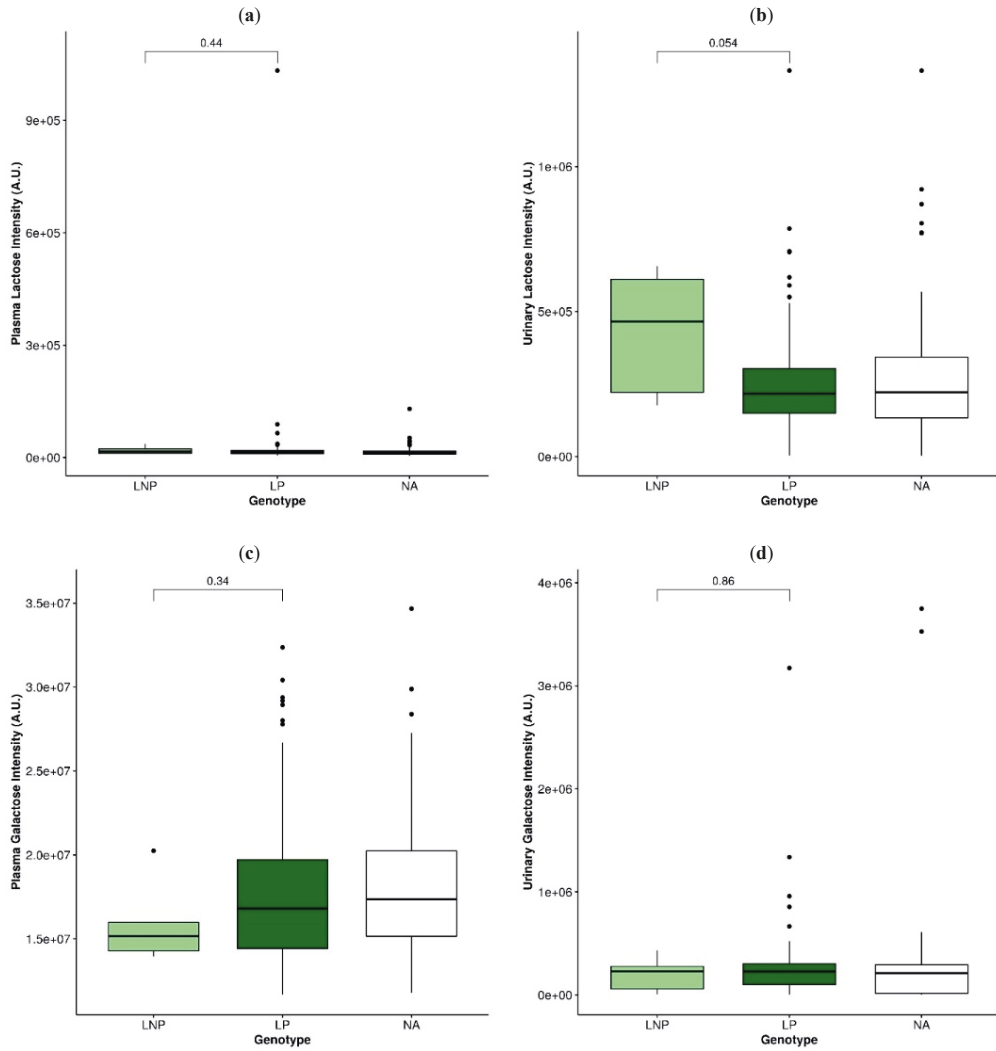 (a)
0.44
9e+05
6e+05
3e+05
0e+00
Plasma Lactose Intensity (A.U.)
LNP LP NA
Genotype
(b)
0.054
1e+06
5e+05
0e+00
Urinary Lactose Intensity (A.U.)
LNP LP NA
Genotype
(c)
0.34
3.5e+07
3.0e+07
2.5e+07
2.0e+07
1.5e+07
Plasma Galactose Intensity (A.U.)
LNP LP NA
Genotype
(d)
0.86
4e+06
3e+06
2e+06
1e+06
0e+00
Urinary Galactose Intensity (A.U.)
LNP LP NA
Genotype